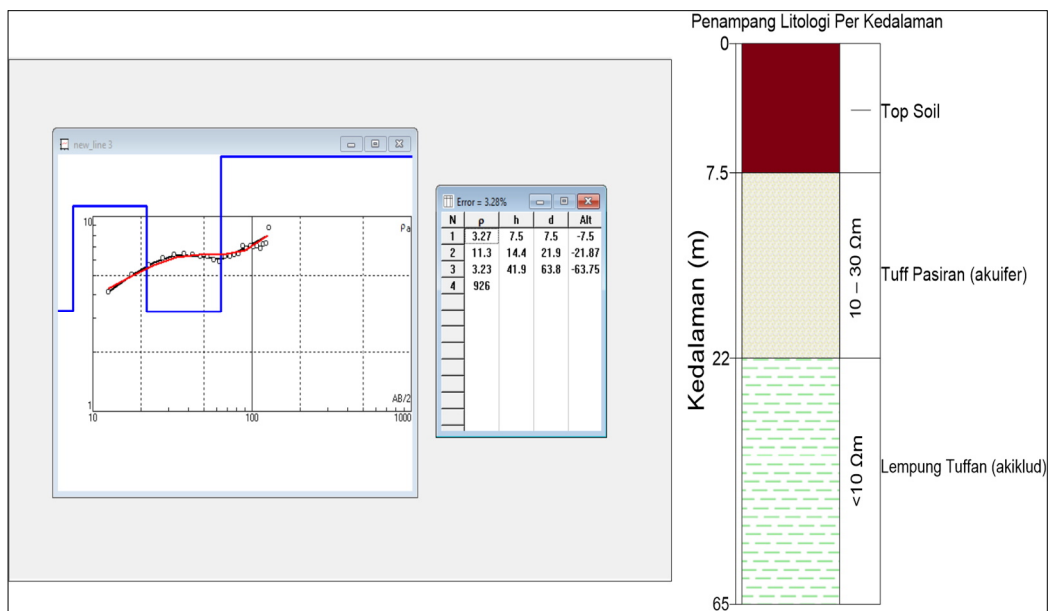 new_line 3
10
Pa
1
AB/2
10
100
1000
Error = 3.28%
N ρ h d Alt
1 3.27 7.5 7.5 -7.5
2 11.3 14.4 21.9 -21.87
3 3.23 41.9 63.8 -63.75
4 926
Penampang Litologi Per Kedalaman
0
Top Soil
7.5
Kedalaman (m)
10 – 30 Ωm
Tuff Pasiran (akuifer)
22
<10 Ωm
Lempung Tuffan (akiklud)
65